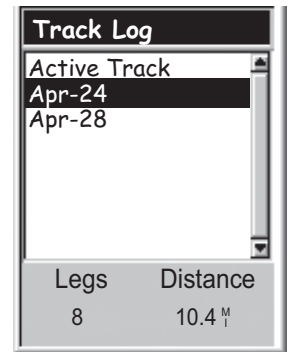 Track Log
Active Track
Apr-24
Apr-28
Legs Distance
8 10.4 MI